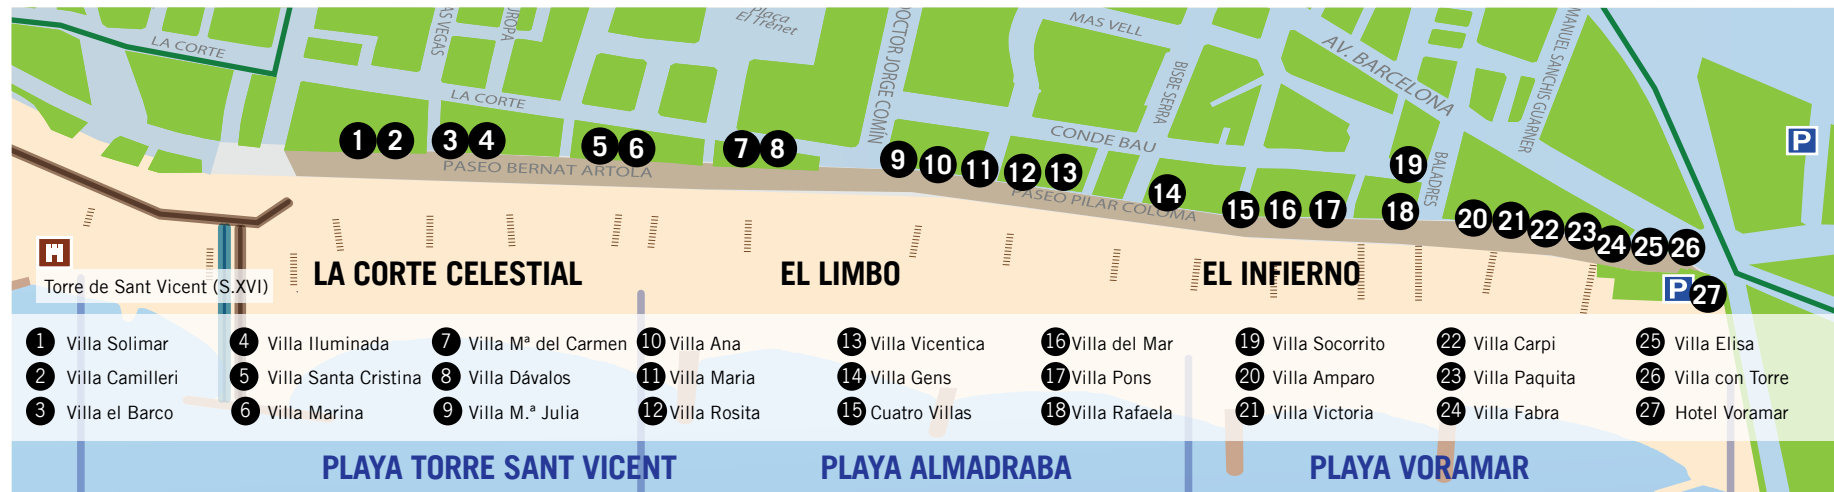 LA CORTE
AS VEGAS
EUROPA
plaça
El Trenet
DOCTOR JORGE COMÍN
MAS VELL
BISBE SERRA
AV. BARCELONA
MANUEL SANCHIS GUARNER
LA CORTE
CONDE BAU
BALADRES
P
1 2 3 4 5 6 7 8 9 10 11 12 13 14 15 16 17 18 19 20 21 22 23 24 25 26 27
PASEO BERNAT ARTOLA
PASEO PILAR COLOMA
P
Torre de Sant Vicent (S.XVI)
LA CORTE CELESTIAL
EL LIMBO
EL INFIERNO
1 Villa Solimar
2 Villa Camilleri
3 Villa el Barco
4 Villa Iluminada
5 Villa Santa Cristina
6 Villa Marina
7 Villa Mª del Carmen
8 Villa Dávalos
9 Villa M.ª Julia
10 Villa Ana
11 Villa Maria
12 Villa Rosita
13 Villa Vicentica
14 Villa Gens
15 Cuatro Villas
16 Villa del Mar
17 Villa Pons
18 Villa Rafaela
19 Villa Socorrito
20 Villa Amparo
21 Villa Victoria
22 Villa Carpi
23 Villa Paquita
24 Villa Fabra
25 Villa Elisa
26 Villa con Torre
27 Hotel Voramar
PLAYA TORRE SANT VICENT
PLAYA ALMADRABA
PLAYA VORAMAR